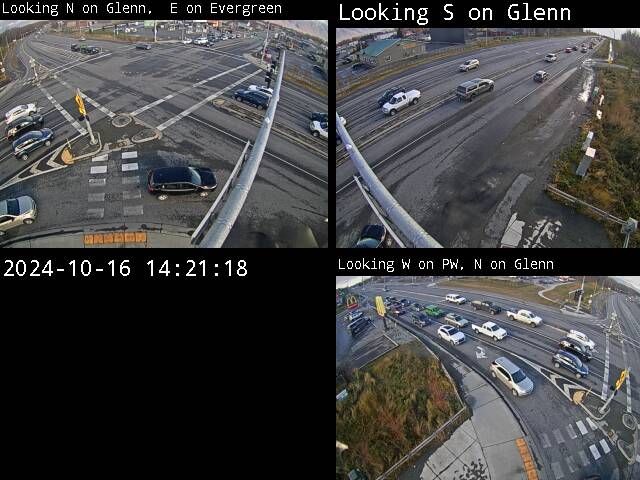 Looking N on Glenn,  E on Evergreen
Looking S on Glenn
2024-10-16 14:21:18
Looking W on PW, N on Glenn